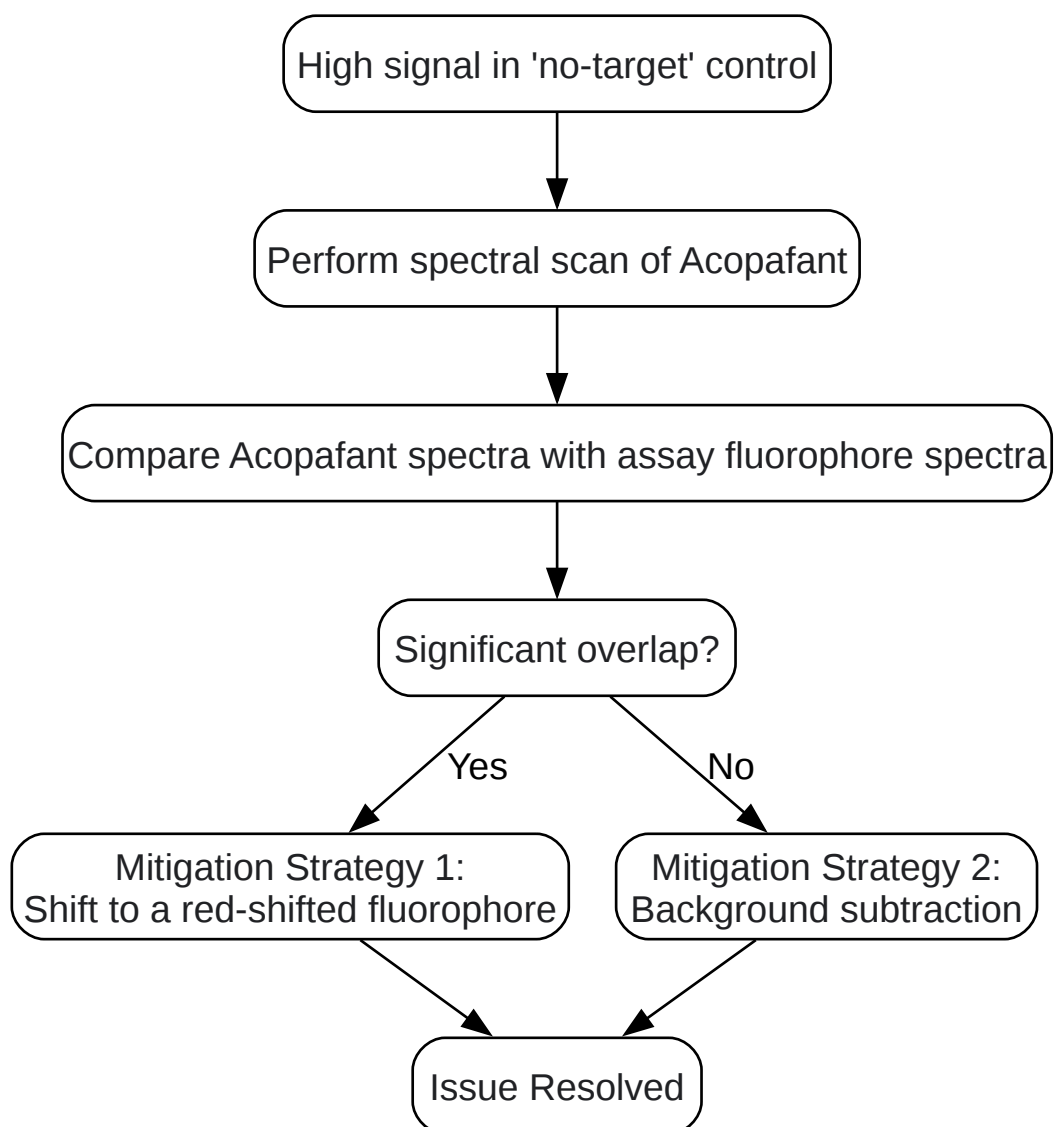 High signal in 'no-target' control
Perform spectral scan of Acopafant
Compare Acopafant spectra with assay fluorophore spectra
Significant overlap?
Yes
No
Mitigation Strategy 1:
Shift to a red-shifted fluorophore
Mitigation Strategy 2:
Background subtraction
Issue Resolved